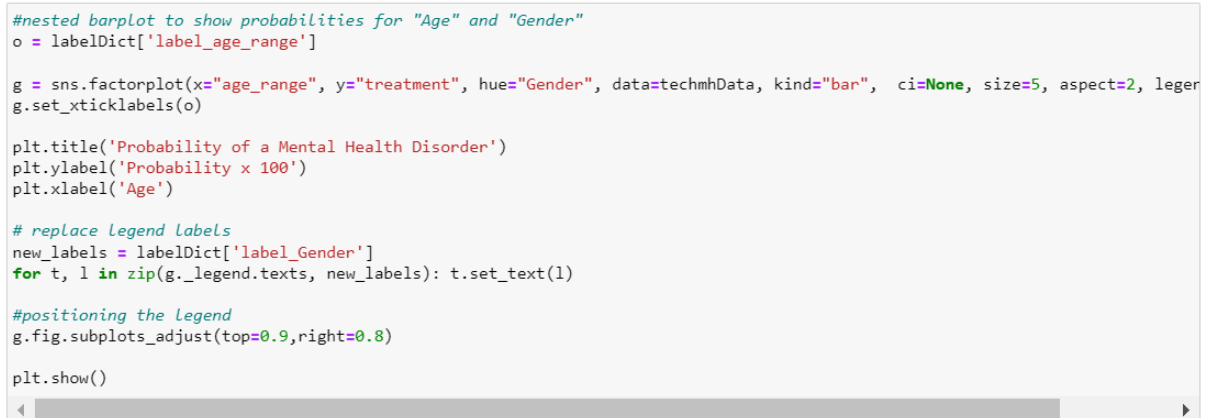 #nested barplot to show probabilities for "Age" and "Gender"
o = labelDict['label_age_range']
g = sns.factorplot(x="age_range", y="treatment", hue="Gender", data=techmhData, kind="bar",  ci=None, size=5, aspect=2, leger
g.set_xticklabels(o)
plt.title('Probability of a Mental Health Disorder')
plt.ylabel('Probability x 100')
plt.xlabel('Age')
# replace legend labels
new_labels = labelDict['label_Gender']
for t, l in zip(g._legend.texts, new_labels): t.set_text(l)
#positioning the legend
g.fig.subplots_adjust(top=0.9,right=0.8)
plt.show()